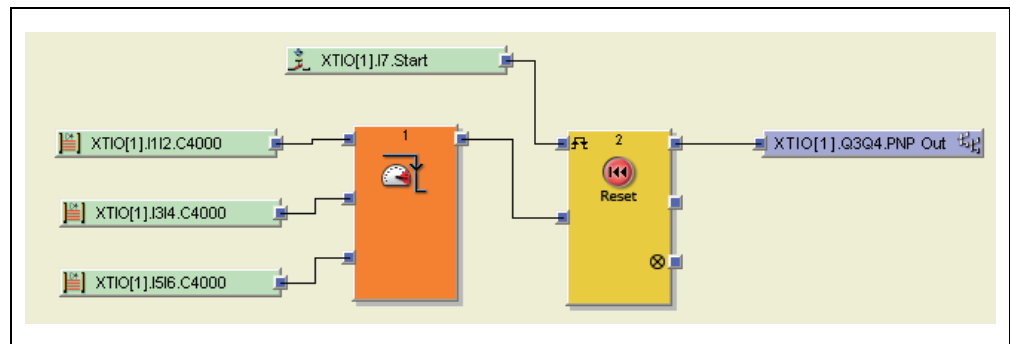 XTIO[1].I7.Start
1
2
XTIO[1].I1I2.C4000
XTIO[1].Q3Q4.PNP Out
Reset
XTIO[1].I3I4.C4000
XTIO[1].I5I6.C4000